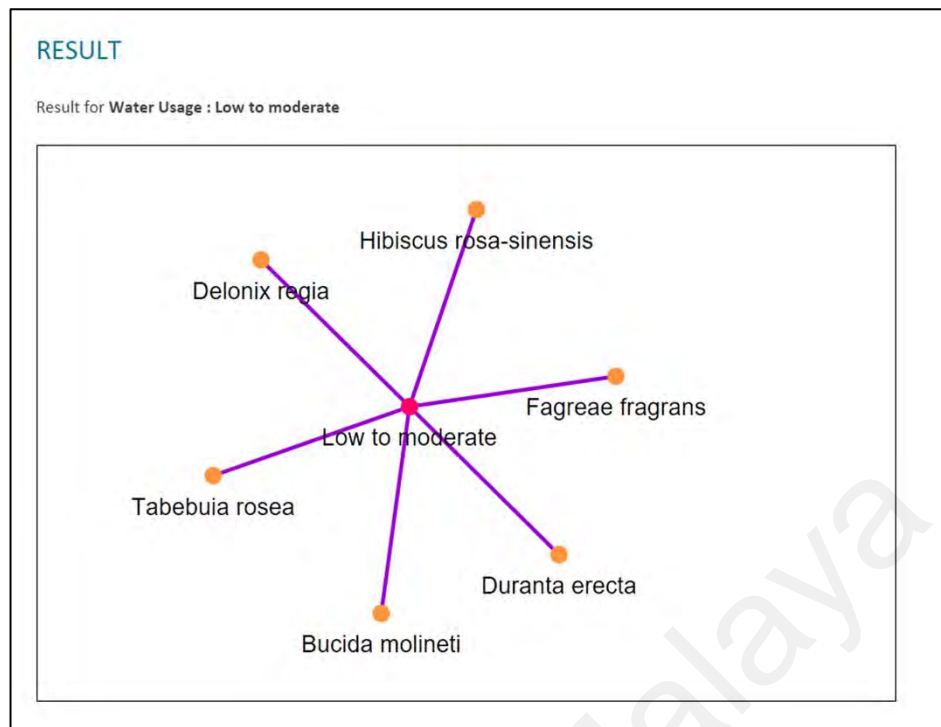 RESULT
Result for Water Usage : Low to moderate
Hibiscus rosa-sinensis
Delonix regia
Fagreae fragrans
Low to moderate
Tabebuia rosea
Duranta erecta
Bucida molineti
alaya